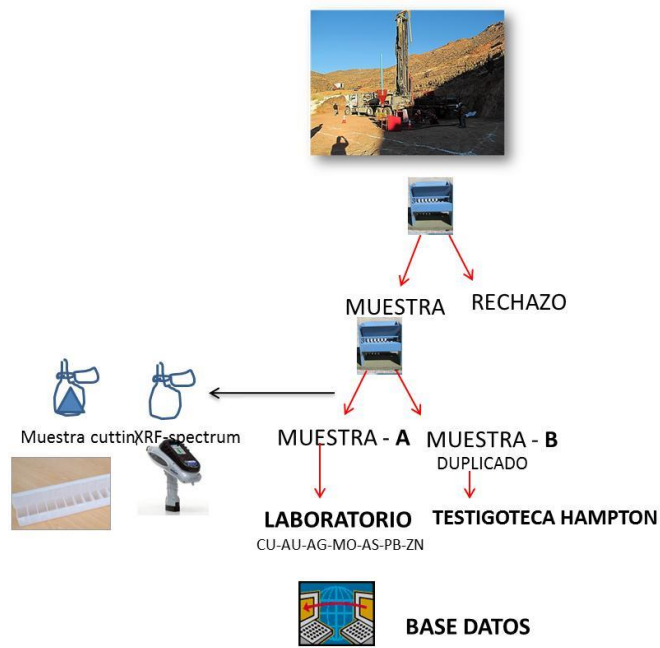 MUESTRA
RECHAZO
Muestra cuttin
XRF-spectrum
MUESTRA - A
MUESTRA - B
DUPLICADO
LABORATORIO
CU-AU-AG-MO-AS-PB-ZN
TESTIGOTECA HAMPTON
BASE DATOS